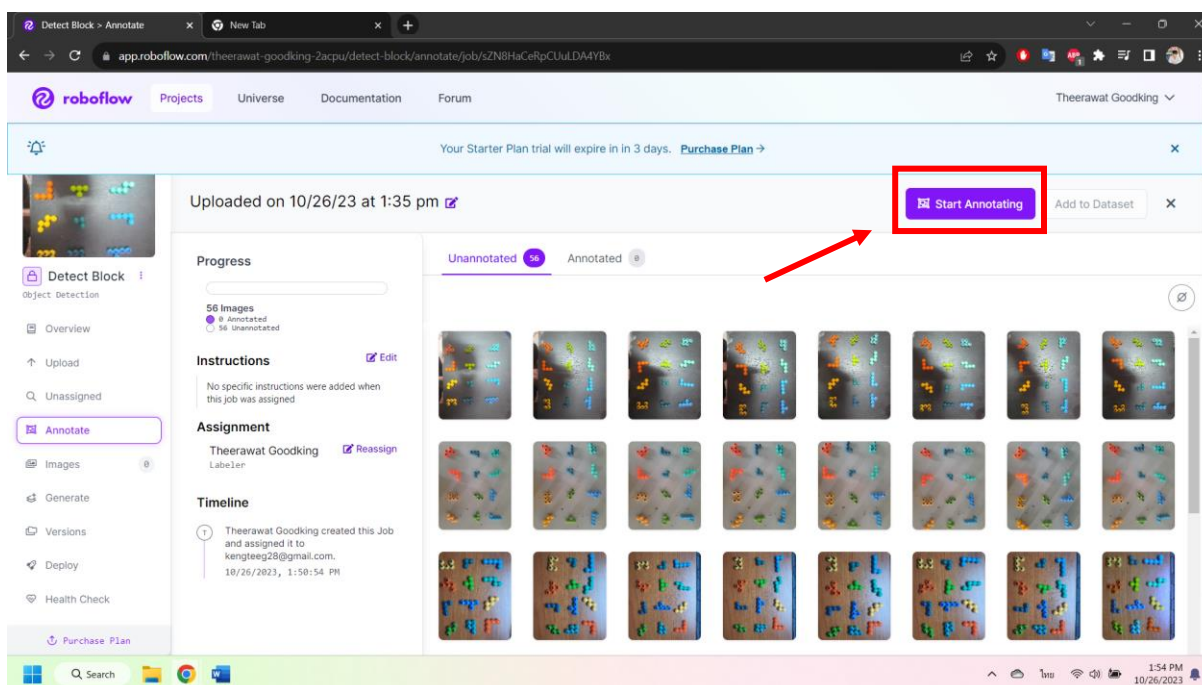 Detect Block > Annotate
New Tab
app.roboflow.com/theerawat-goodking-2acpu/detect-block/annotate/job/sZN8HaCeRpCUuLDA4YBx
roboflow Projects Universe Documentation Forum Theerawat Goodking
Your Starter Plan trial will expire in in 3 days. Purchase Plan →
Uploaded on 10/26/23 at 1:35 pm
Start Annotating
Add to Dataset
Detect Block
Object Detection
Overview
Upload
Unassigned
Annotate
Images 0
Generate
Versions
Deploy
Health Check
Purchase Plan
Progress
56 Images
0 Annotated
56 Unannotated
Instructions Edit
No specific instructions were added when
this job was assigned
Assignment
Theerawat Goodking Reassign
Labeler
Timeline
T
Theerawat Goodking created this Job
and assigned it to
kengteeg28@gmail.com.
10/26/2023, 1:50:54 PM
Unannotated 56 Annotated 0
Search
ไทย
1:54 PM
10/26/2023